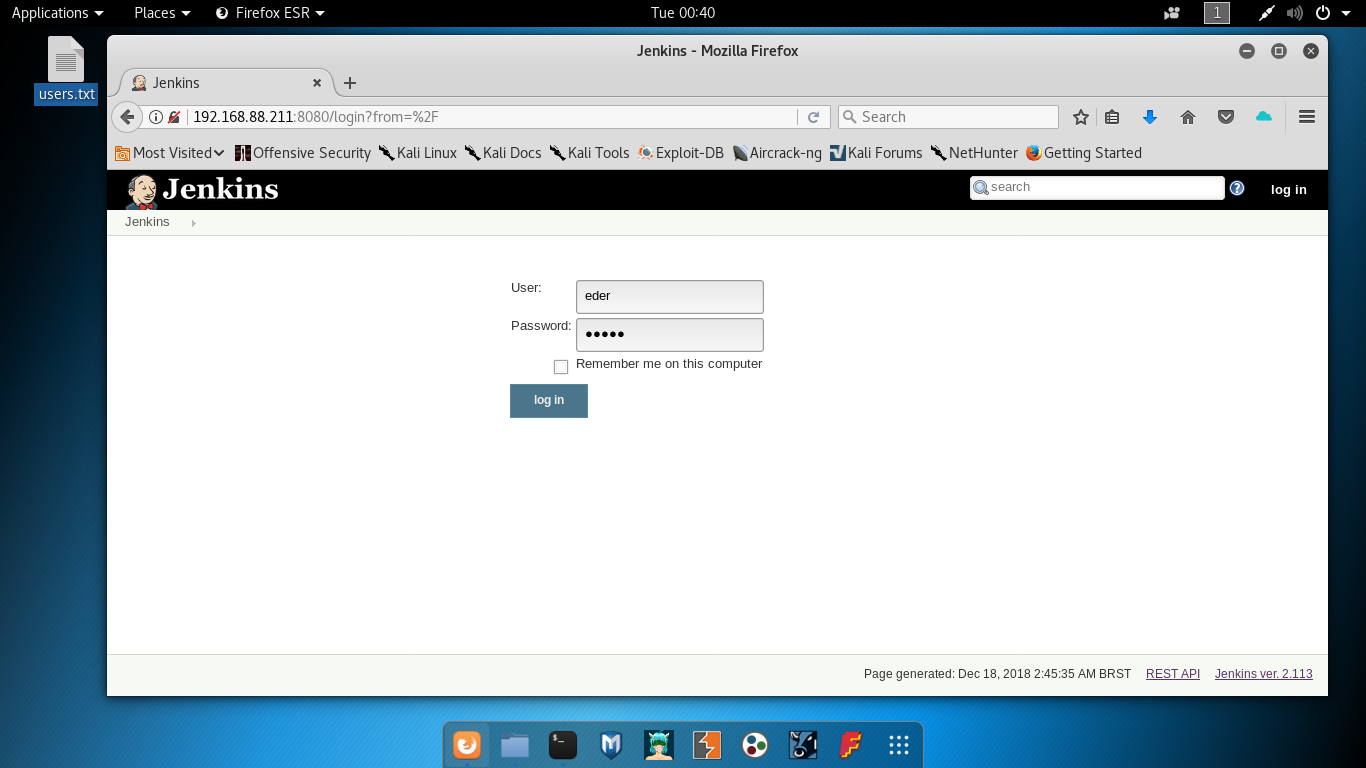 Applications Places Firefox ESR Tue 00:40 1
users.txt
Jenkins - Mozilla Firefox
Jenkins
192.168.88.211:8080/login?from=%2F Search
Most Visited Offensive Security Kali Linux Kali Docs Kali Tools Exploit-DB Aircrack-ng Kali Forums NetHunter Getting Started
Jenkins search log in
Jenkins
User: eder
Password: ●●●●●
Remember me on this computer
log in
Page generated: Dec 18, 2018 2:45:35 AM BRST REST API Jenkins ver. 2.113